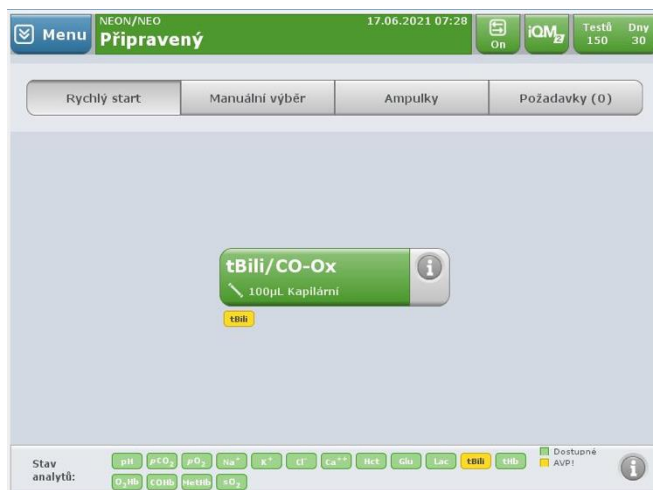 NEON/NEO 17.06.2021 07:28
Menu Připravený On iQM2 Testů 150 Dny 30
Rychlý start Manuální výběr Ampulky Požadavky (0)
tBili/CO-Ox
100µL Kapilární
tBili
Stav analytů:
pH pCO₂ pO₂ Na⁺ K⁺ Cl⁻ Ca⁺⁺ Hct Glu Lac tBili tHb
O₂Hb COHb MetHb sO₂
Dostupné
AVP!